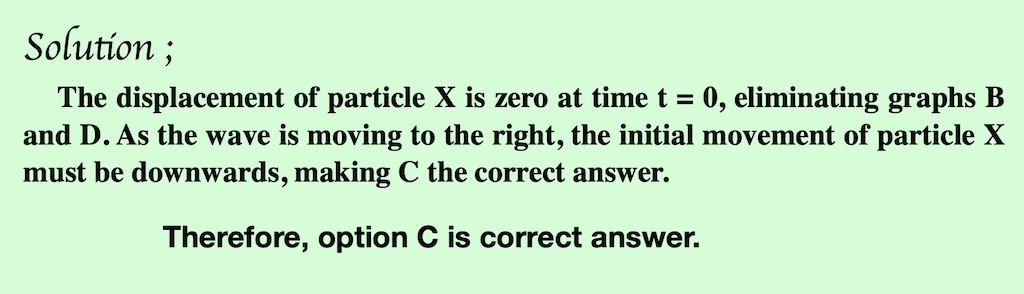 Solution ;
The displacement of particle X is zero at time t = 0, eliminating graphs B
and D. As the wave is moving to the right, the initial movement of particle X
must be downwards, making C the correct answer.
Therefore, option C is correct answer.